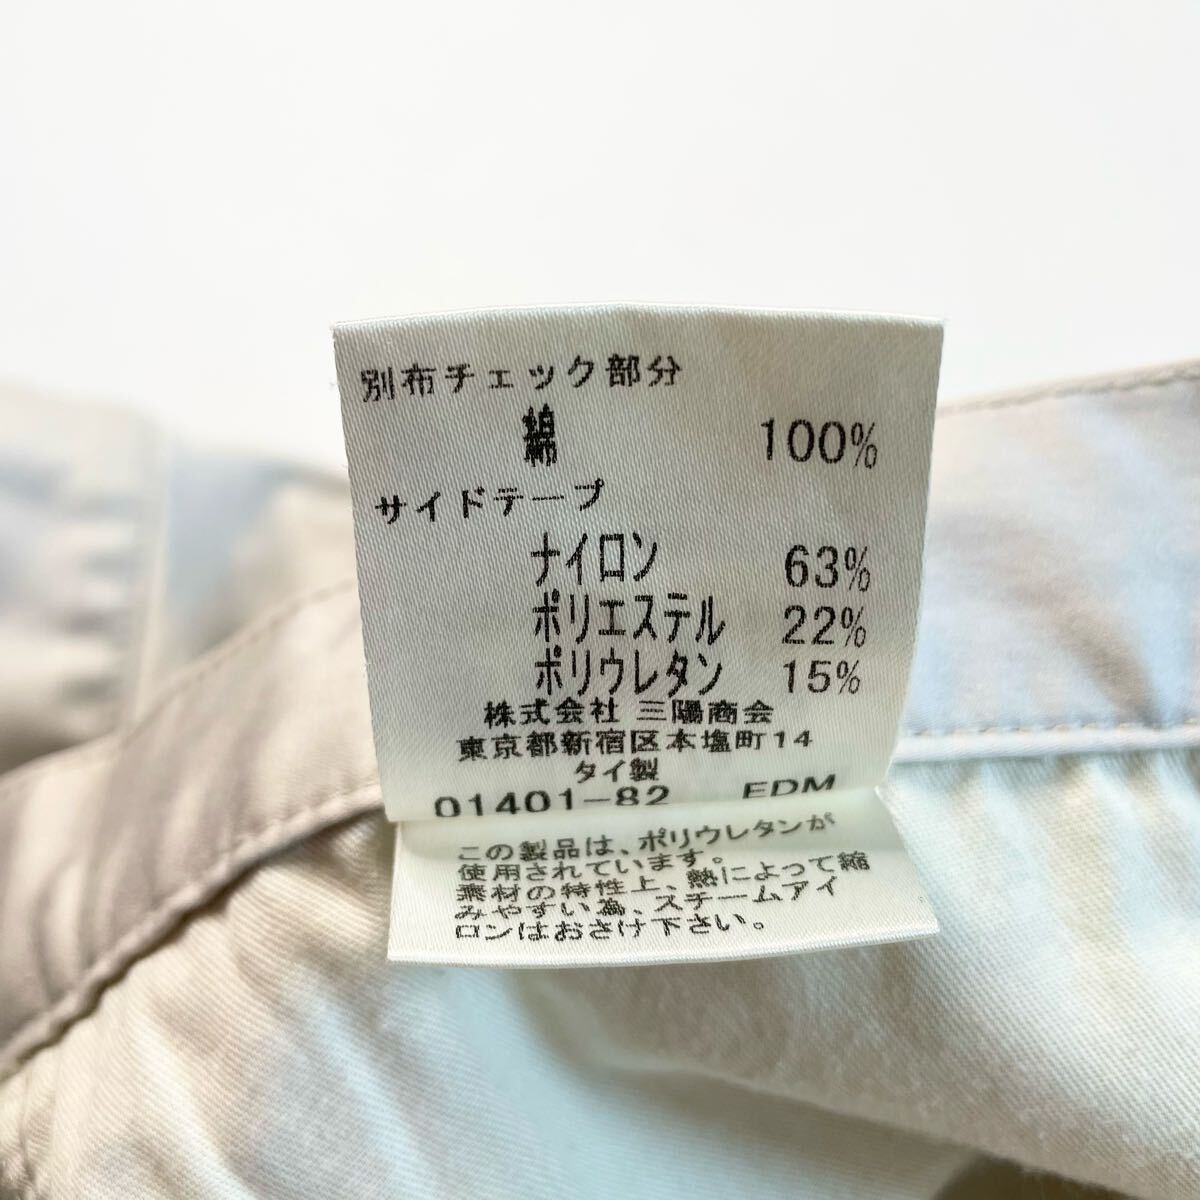 別布チェック部分
綿 100%
サイドテープ
ナイロン 63%
ポリエステル 22%
ポリウレタン 15%
株式会社 三陽商会
東京都新宿区本塩町14
タイ製
01401-82 EDM
この製品は、ポリウレタンが
使用されています。
素材の特性上、熱によって縮
みやすい為、スチームアイ
ロンはおさけ下さい。